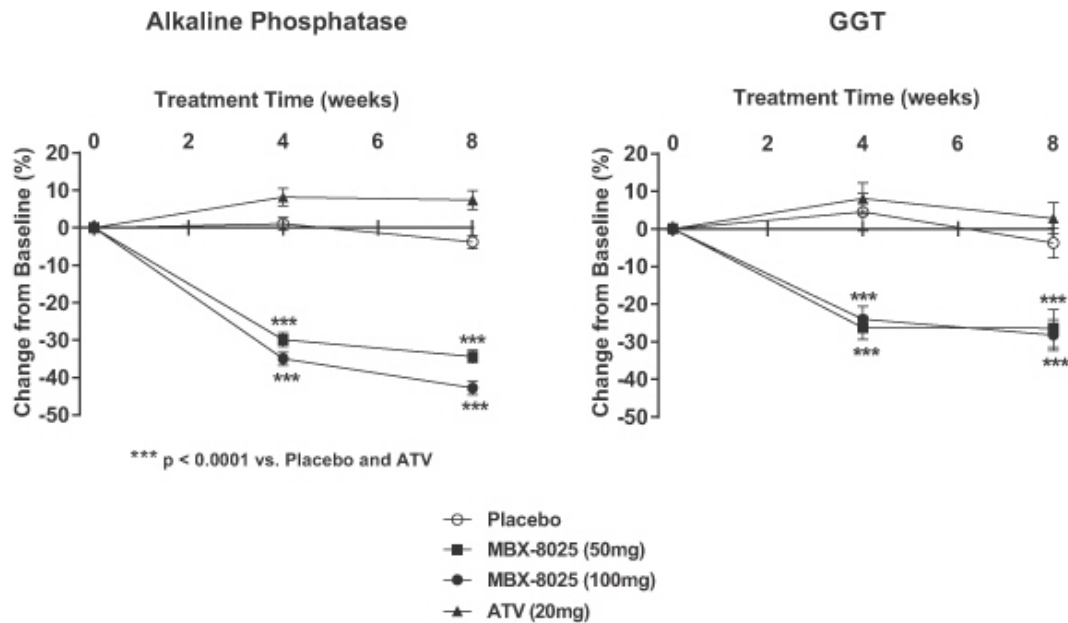 Alkaline Phosphatase
Treatment Time (weeks)
0 2 4 6 8
Change from Baseline (%)
20
10
0
-10
-20
-30
-40
-50
***
***
***
***
*** p < 0.0001 vs. Placebo and ATV
GGT
Treatment Time (weeks)
0 2 4 6 8
Change from Baseline (%)
20
10
0
-10
-20
-30
-40
-50
***
***
***
***
Placebo
MBX-8025 (50mg)
MBX-8025 (100mg)
ATV (20mg)